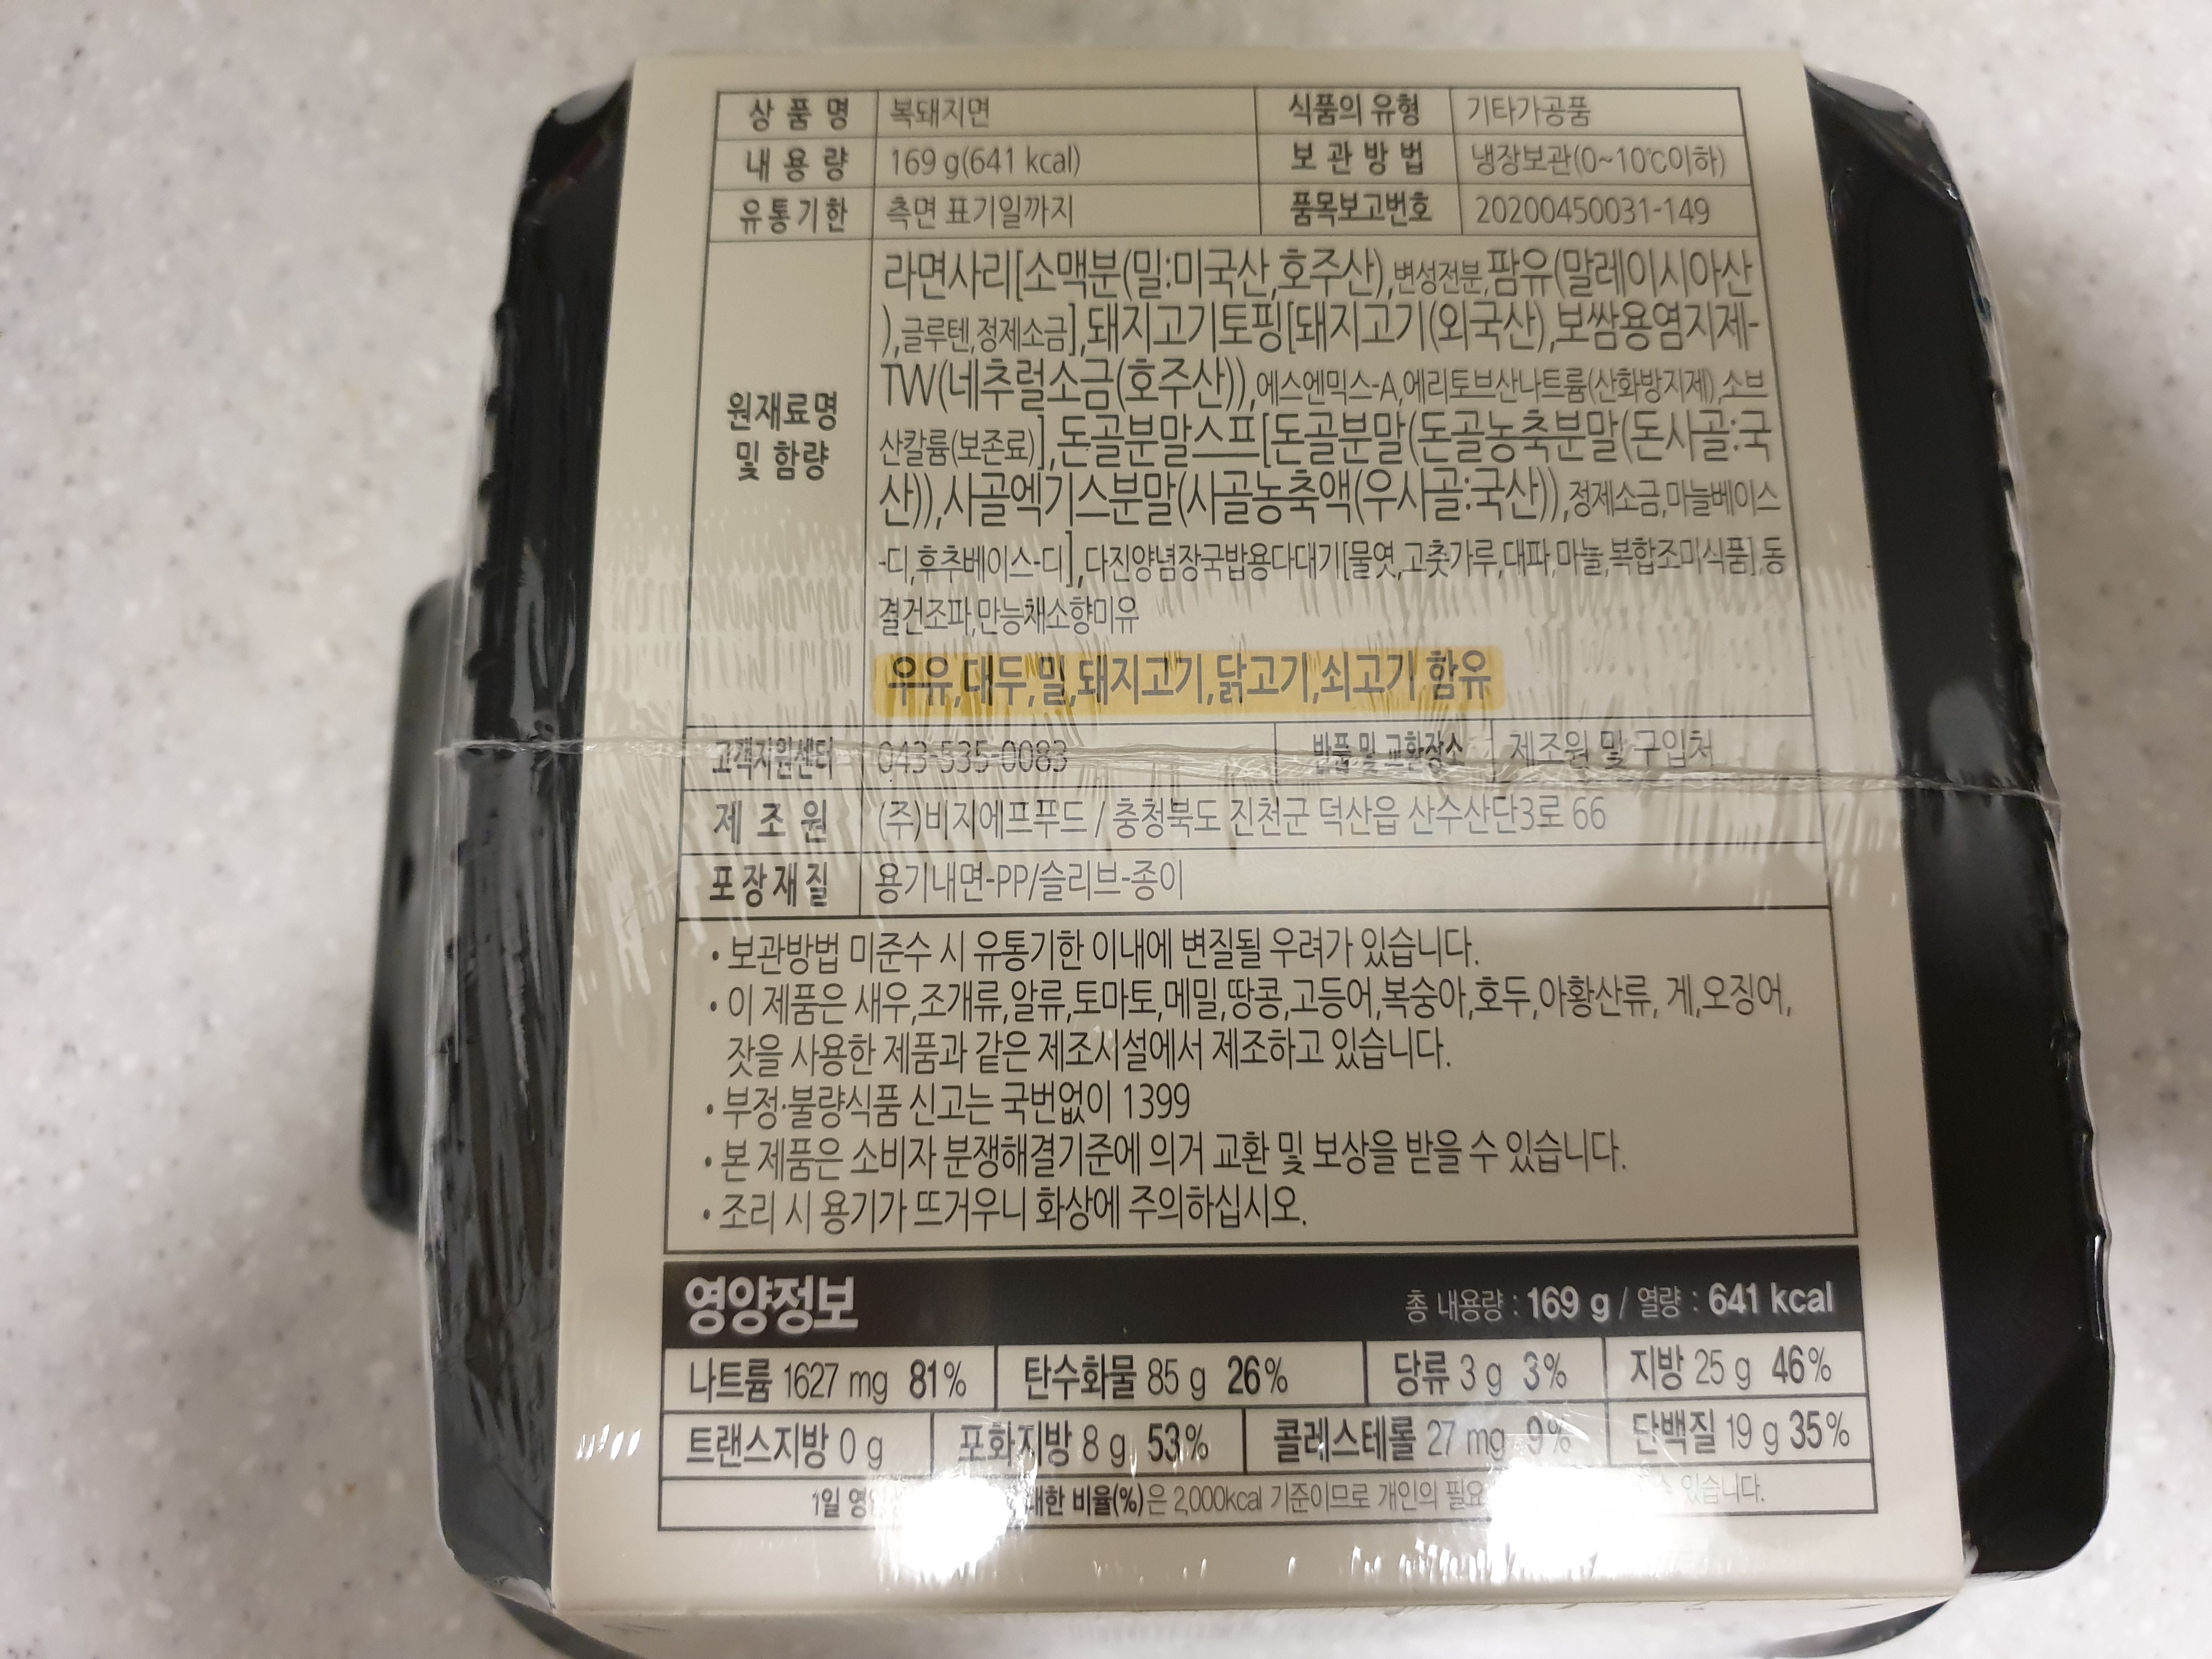 상품명 복돼지면 식품의 유형 기타가공품
내용량 169 g(641 kcal) 보관방법 냉장보관(0~10℃이하)
유통기한 측면 표기일까지 품목보고번호 20200450031-149
라면사리[소맥분(밀:미국산,호주산),변성전분,팜유(말레이시아산
),글루텐,정제소금],돼지고기토핑[돼지고기(외국산),보쌈용염지제-
TW(네추럴소금(호주산)),에스엔믹스-A,에리토브산나트륨(산화방지제),소브
원재료명
및 함량
산칼륨(보존료)],돈골분말스프[돈골분말(돈골농축분말(돈사골:국
산)),사골엑기스분말(사골농축액(우사골:국산)),정제소금,마늘베이스
-디,후추베이스-디],다진양념장국밥용다대기[물엿,고춧가루,대파,마늘,복합조미식품],동
결건조파,만능채소향미유
우유,대두,밀,돼지고기,닭고기,쇠고기 함유
고객지원센터 043-535-0083 반품 및 교환장소 제조원 및 구입처
제조원 (주)비지에프푸드 / 충청북도 진천군 덕산읍 산수산단3로 66
포장재질 용기내면-PP/슬리브-종이
• 보관방법 미준수 시 유통기한 이내에 변질될 우려가 있습니다.
• 이 제품은 새우,조개류,알류,토마토,메밀,땅콩,고등어,복숭아,호두,아황산류, 게,오징어,
잣을 사용한 제품과 같은 제조시설에서 제조하고 있습니다.
• 부정·불량식품 신고는 국번없이 1399
• 본 제품은 소비자 분쟁해결기준에 의거 교환 및 보상을 받을 수 있습니다.
• 조리 시 용기가 뜨거우니 화상에 주의하십시오.
영양정보 총 내용량 : 169 g / 열량 : 641 kcal
나트륨 1627 mg 81% 탄수화물 85 g 26% 당류 3 g 3% 지방 25 g 46%
트랜스지방 0 g 포화지방 8 g 53% 콜레스테롤 27 mg 9% 단백질 19 g 35%
1일 대한 비율(%)은 2,000kcal 기준이므로 개인의 있습니다.